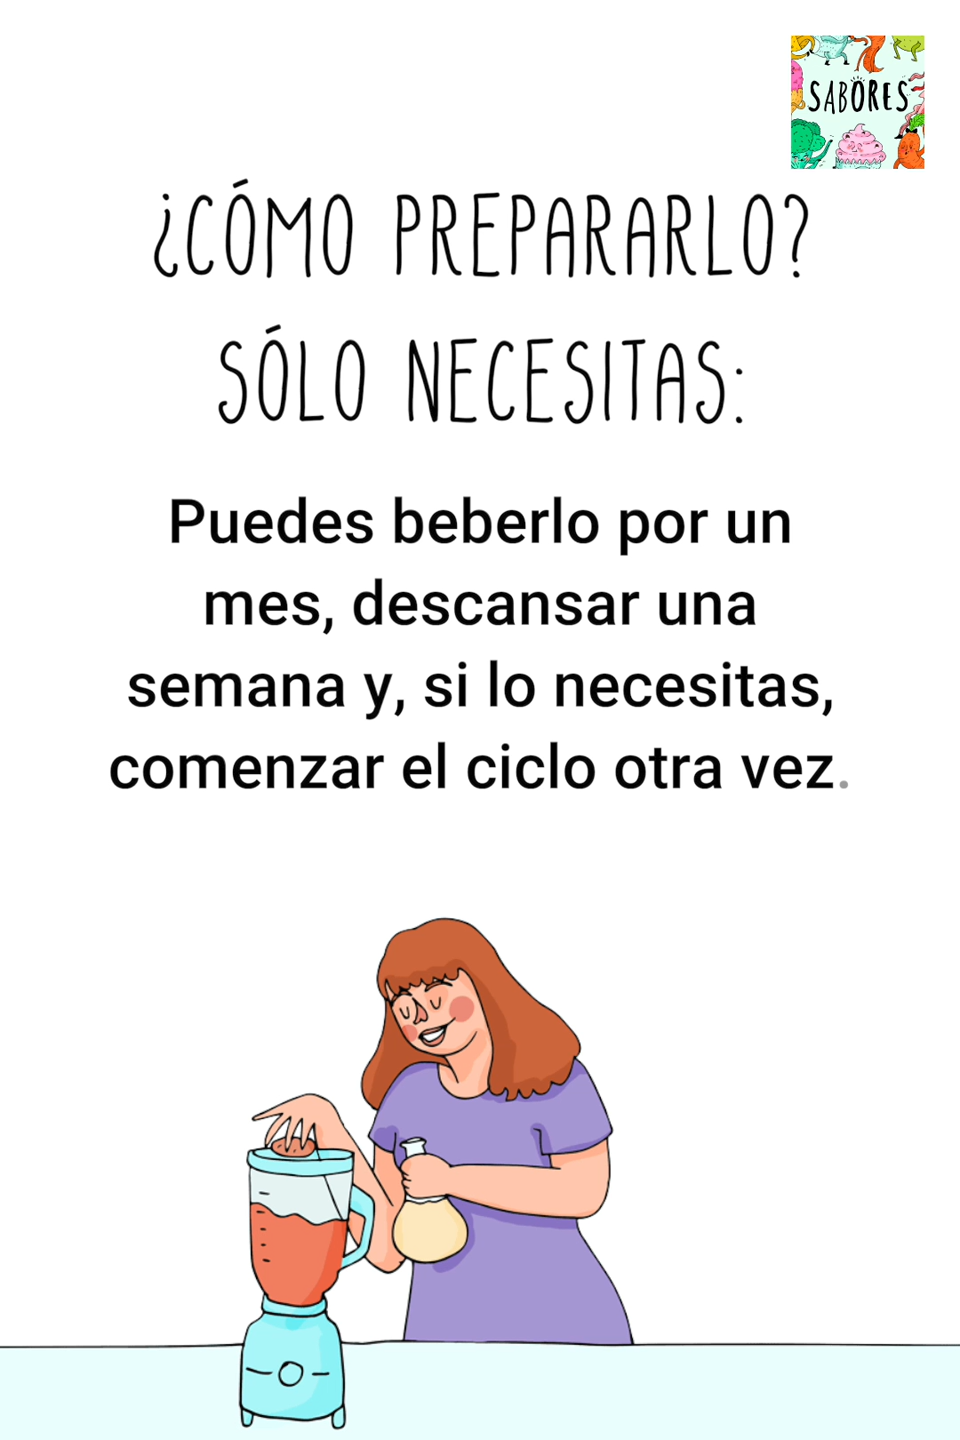 SABORES
¿CÓMO PREPARARLO?
SÓLO NECESITAS:
Puedes beberlo por un
mes, descansar una
semana y, si lo necesitas,
comenzar el ciclo otra vez.